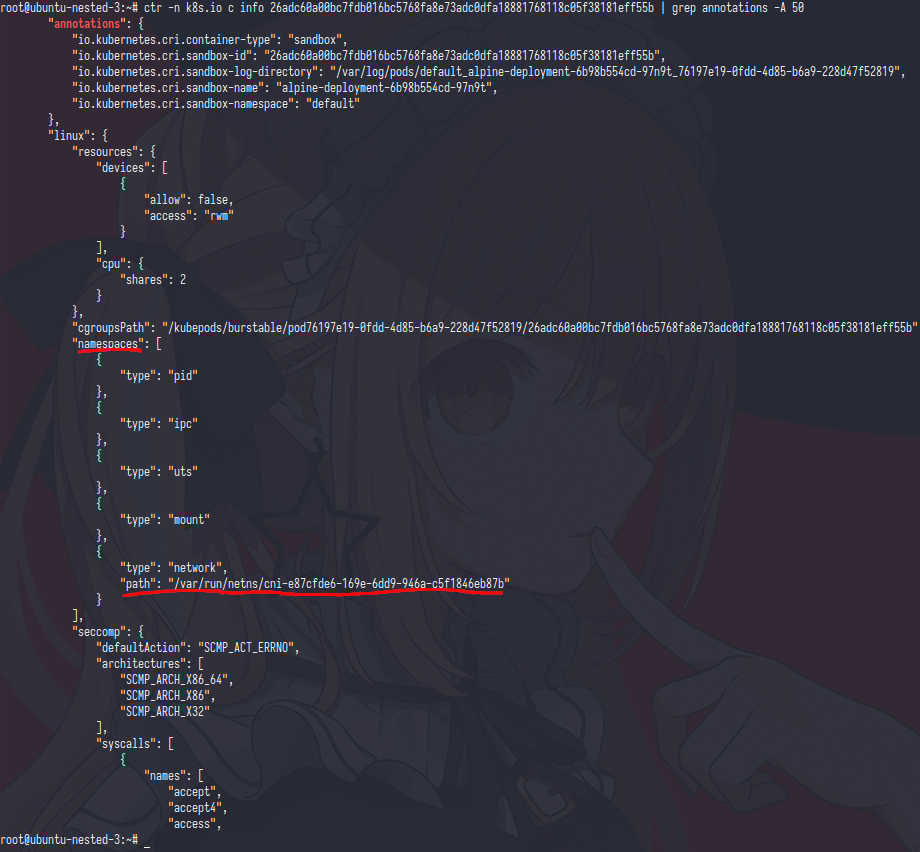 root@ubuntu-nested-3:~# ctr -n k8s.io c info 26adc60a00bc7fdb016bc5768fa8e73adc0dfa18881768118c05f38181eff55b | grep annotations -A 50
"annotations": {
"io.kubernetes.cri.container-type": "sandbox",
"io.kubernetes.cri.sandbox-id": "26adc60a00bc7fdb016bc5768fa8e73adc0dfa18881768118c05f38181eff55b",
"io.kubernetes.cri.sandbox-log-directory": "/var/log/pods/default_alpine-deployment-6b98b554cd-97n9t_76197e19-0fdd-4d85-b6a9-228d47f52819",
"io.kubernetes.cri.sandbox-name": "alpine-deployment-6b98b554cd-97n9t",
"io.kubernetes.cri.sandbox-namespace": "default"
},
"linux": {
"resources": {
"devices": [
{
"allow": false,
"access": "rwm"
}
],
"cpu": {
"shares": 2
}
},
"cgroupsPath": "/kubepods/burstable/pod76197e19-0fdd-4d85-b6a9-228d47f52819/26adc60a00bc7fdb016bc5768fa8e73adc0dfa18881768118c05f38181eff55b"
"namespaces": [
{
"type": "pid"
},
{
"type": "ipc"
},
{
"type": "uts"
},
{
"type": "mount"
},
{
"type": "network",
"path": "/var/run/netns/cni-e87cfde6-169e-6dd9-946a-c5f1846eb87b"
}
],
"seccomp": {
"defaultAction": "SCMP_ACT_ERRNO",
"architectures": [
"SCMP_ARCH_X86_64",
"SCMP_ARCH_X86",
"SCMP_ARCH_X32"
],
"syscalls": [
{
"names": [
"accept",
"accept4",
"access",
root@ubuntu-nested-3:~# _